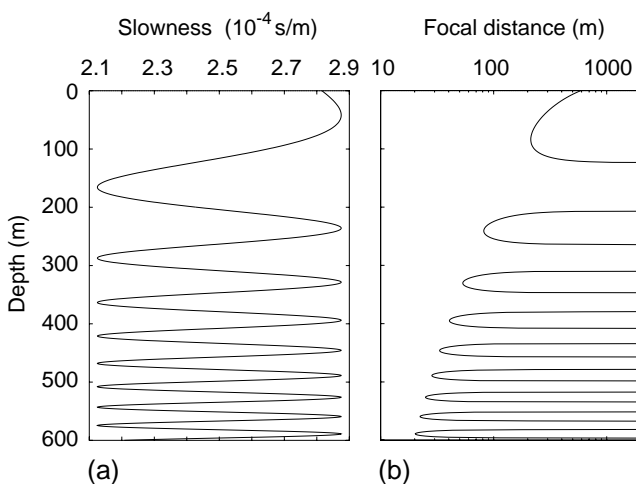 Slowness (10-4 s/m)
Focal distance (m)
2.1 2.3 2.5 2.7 2.9
10 100 1000
0
100
200
300
400
500
600
Depth (m)
(a)
(b)